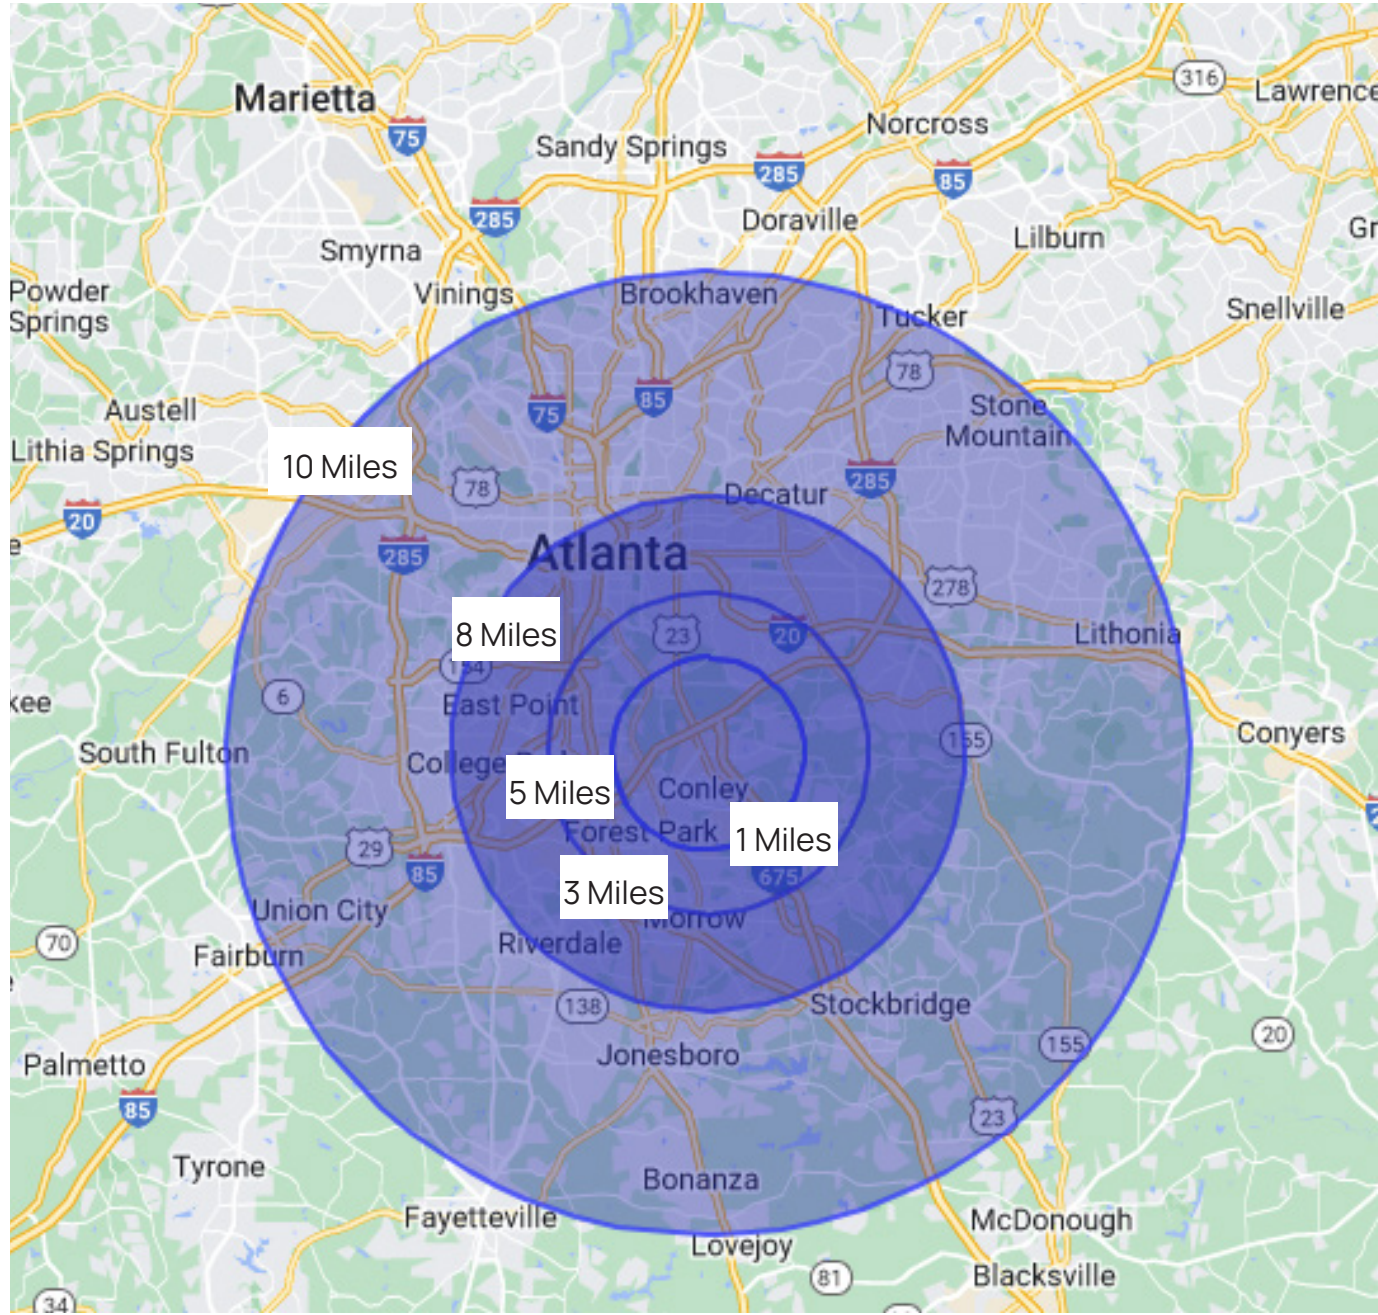 316
Lawrence
Marietta
Norcross
75
Sandy Springs
285
85
285
Doraville
Gr
Lilburn
Smyrna
Powder
Springs
Vinings
Brookhaven
Tucker
Snellville
78
75
85
Austell
Stone
Mountain
Lithia Springs
10 Miles
285
78
Decatur
20
e
Atlanta
285
278
8 Miles
23
20
Lithonia
154
6
kee
East Point
Conyers
155
South Fulton
College
5 Miles
Conley
Forest Park
1 Miles
29
85
675
3 Miles
Union City
Morrow
70
Riverdale
Fairburn
138
Stockbridge
20
155
Jonesboro
Palmetto
85
23
Tyrone
Bonanza
Fayetteville
McDonough
Lovejoy
81
Blacksville
34